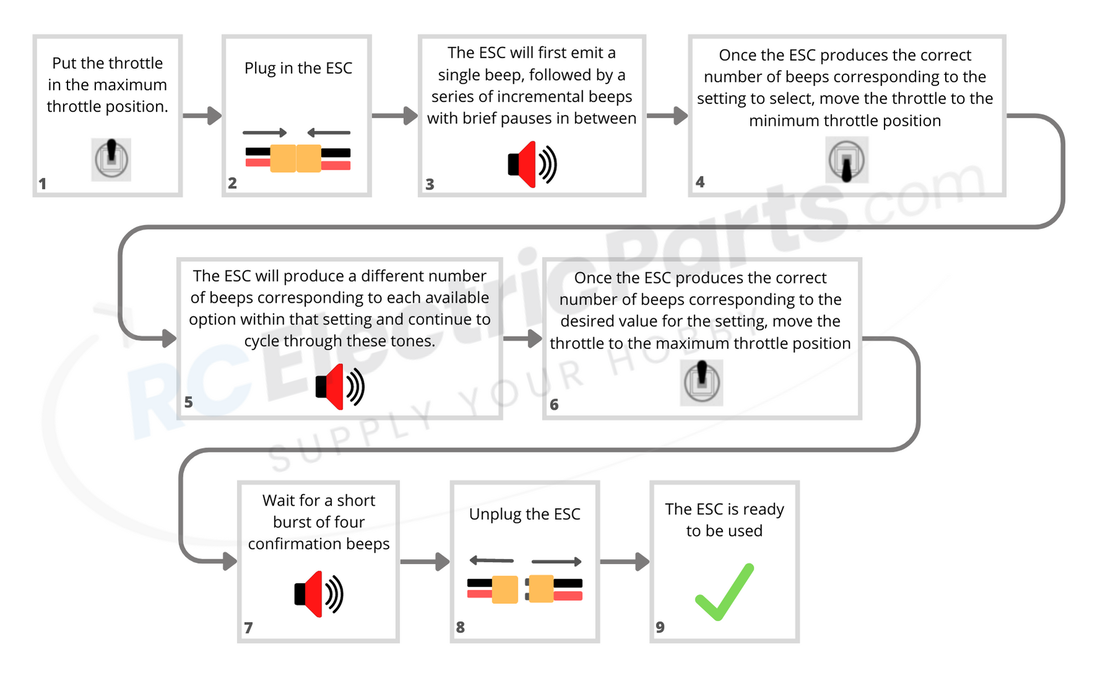 Put the throttle
in the maximum
throttle position.
1
Plug in the ESC
2
The ESC will first emit a
single beep, followed by a
series of incremental beeps
with brief pauses in between
3
Once the ESC produces the correct
number of beeps corresponding to the
setting to select, move the throttle to the
minimum throttle position
4
The ESC will produce a different number
of beeps corresponding to each available
option within that setting and continue to
cycle through these tones.
5
Once the ESC produces the correct
number of beeps corresponding to the
desired value for the setting, move the
throttle to the maximum throttle position
6
Wait for a short
burst of four
confirmation beeps
7
Unplug the ESC
8
The ESC is ready
to be used
9
RCElectricParts.com
SUPPLY YOUR HOBBY